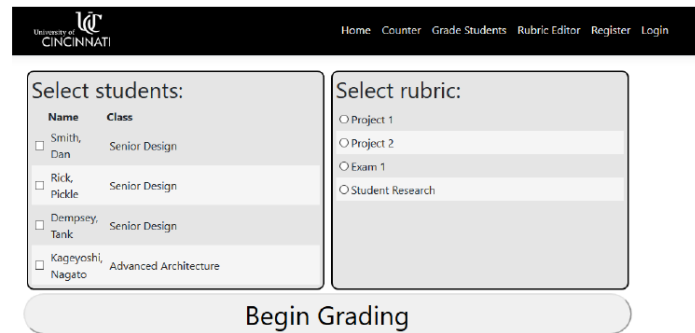 University of
CINCINNATI
Home Counter Grade Students Rubric Editor Register Login
Select students:
Name Class
Smith,
Dan
Senior Design
Rick,
Pickle
Senior Design
Dempsey,
Tank
Senior Design
Kageyoshi,
Nagato
Advanced Architecture
Select rubric:
Project 1
Project 2
Exam 1
Student Research
Begin Grading